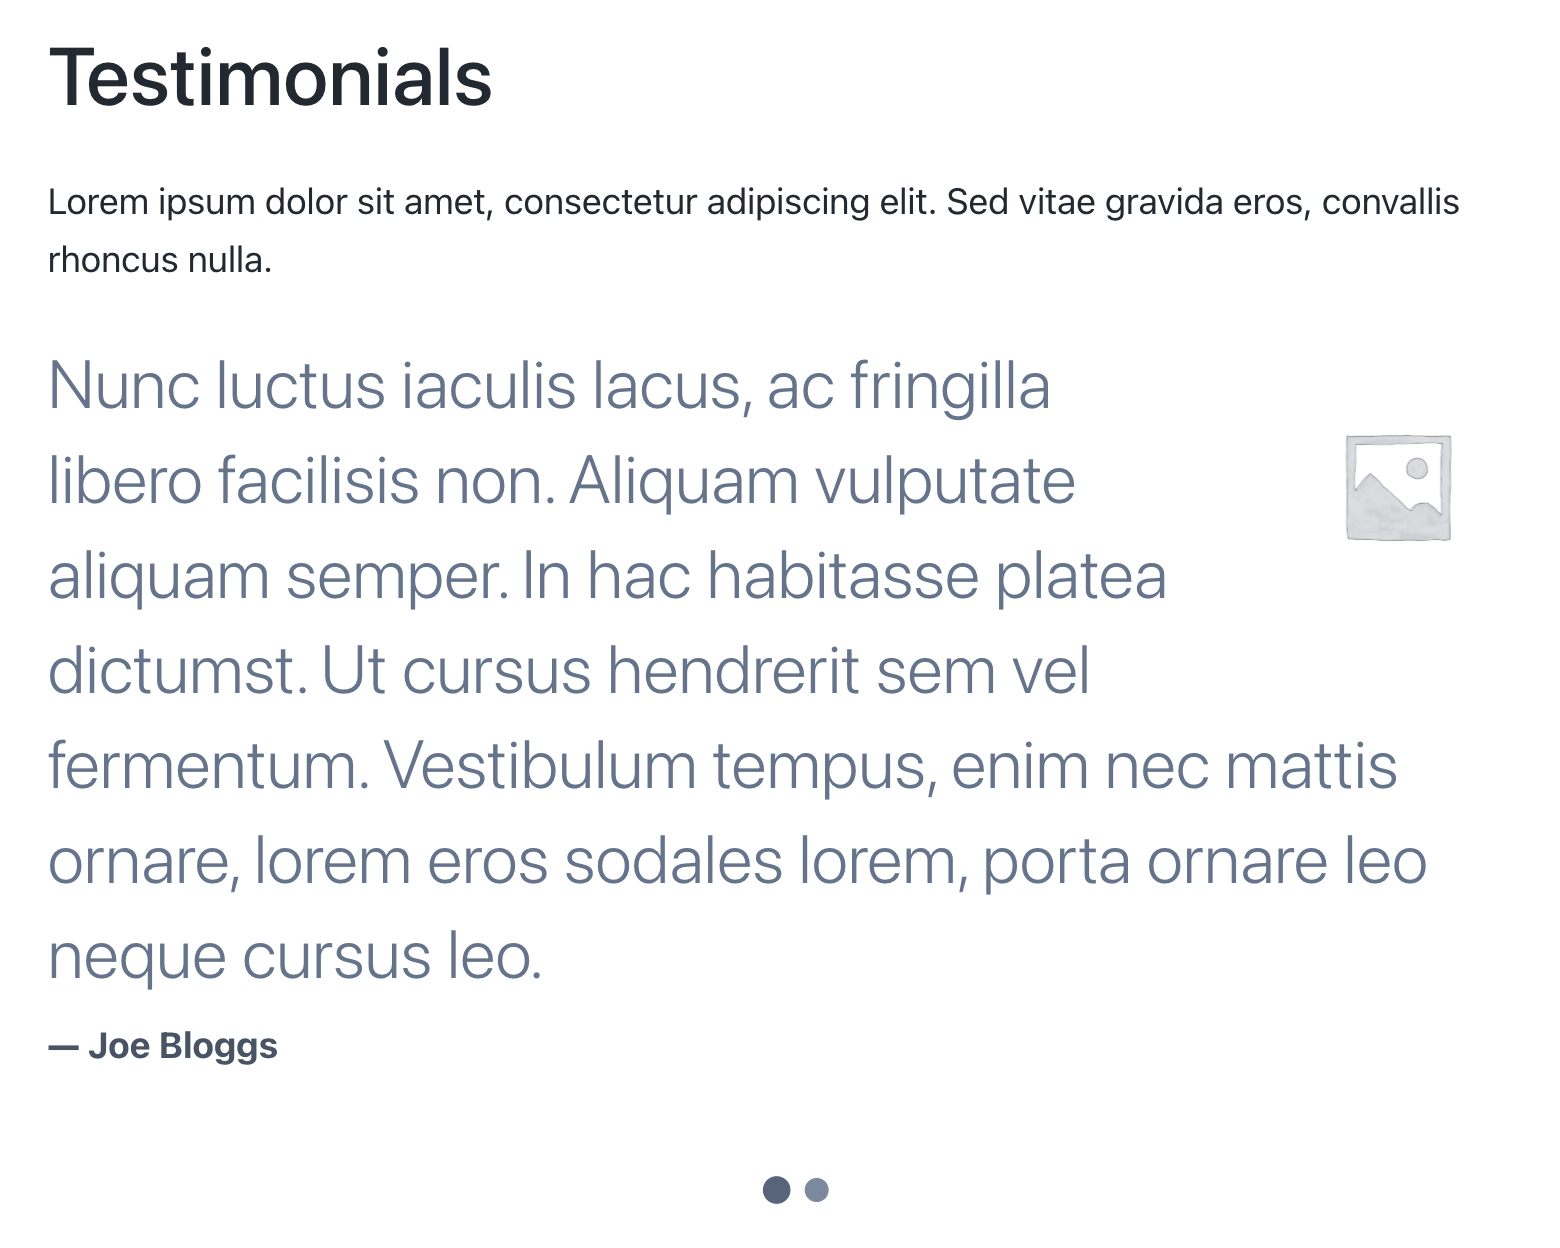 Testimonials
Lorem ipsum dolor sit amet, consectetur adipiscing elit. Sed vitae gravida eros, convallis
rhoncus nulla.
Nunc luctus iaculis lacus, ac fringilla
libero facilisis non. Aliquam vulputate
aliquam semper. In hac habitasse platea
dictumst. Ut cursus hendrerit sem vel
fermentum. Vestibulum tempus, enim nec mattis
ornare, lorem eros sodales lorem, porta ornare leo
neque cursus leo.
— Joe Bloggs